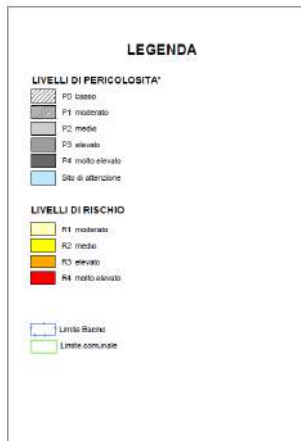 LEGENDA
LIVELLI DI PERICOLOSITA'
P0 basso
P1 moderato
P2 medio
P3 elevato
P4 molto elevato
Sito di attenzione
LIVELLI DI RISCHIO
R1 moderato
R2 medio
R3 elevato
R4 molto elevato
Limite Bacino
Limite comunale